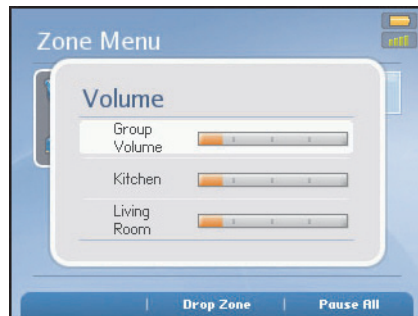 Zone Menu
Volume
Group
Volume
Kitchen
Living
Room
Drop Zone
Pause All